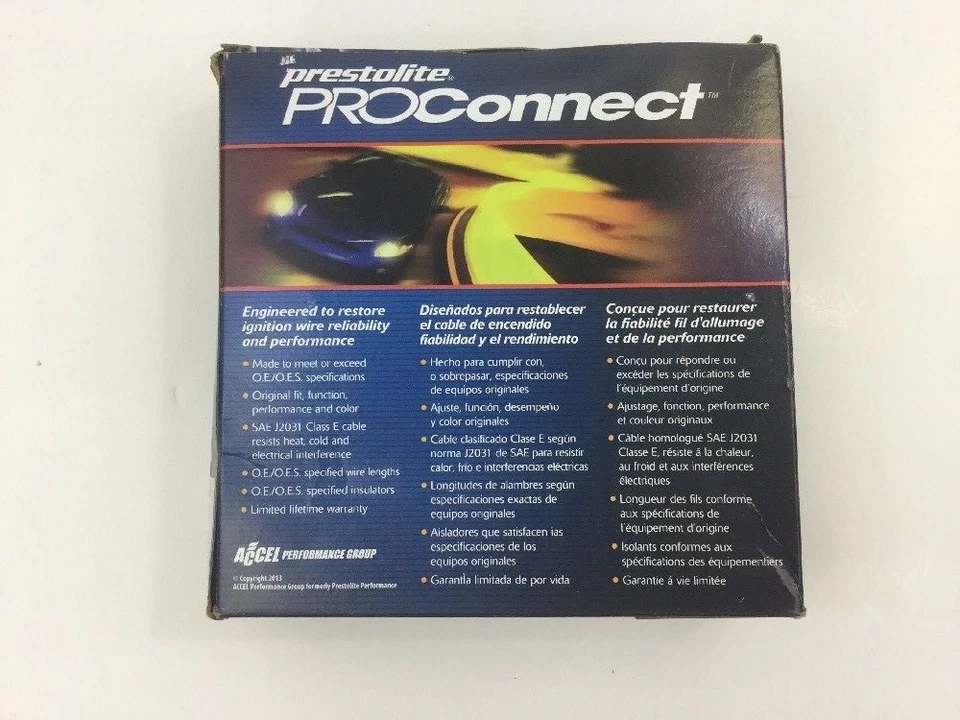 prestolite®
PROConnect™
Engineered to restore
ignition wire reliability
and performance
• Made to meet or exceed
O.E./O.E.S. specifications
• Original fit, function,
performance and color
• SAE J2031 Class E cable
resists heat, cold and
electrical interference
• O.E./O.E.S. specified wire lengths
• O.E./O.E.S. specified insulators
• Limited lifetime warranty
ACCEL PERFORMANCE GROUP
© Copyright 2013
ACCEL Performance Group formerly Prestolite Performance
Diseñados para restablecer
el cable de encendido
fiabilidad y el rendimiento
• Hecho para cumplir con,
o sobrepasar, especificaciones
de equipos originales
• Ajuste, función, desempeño
y color originales
• Cable clasificado Clase E según
norma J2031 de SAE para resistir
calor, frío e interferencias eléctricas
• Longitudes de alambres según
especificaciones exactas de
equipos originales
• Aisladores que satisfacen las
especificaciones de los
equipos originales
• Garantía limitada de por vida
Conçue pour restaurer
la fiabilité fil d'allumage
et de la performance
• Conçu pour répondre ou
excéder les spécifications de
l'équipement d'origine
• Ajustage, fonction, performance
et couleur originaux
• Câble homologué SAE J2031
Classe E, résiste à la chaleur,
au froid et aux interférences
électriques
• Longueur des fils conforme
aux spécifications de
l'équipement d'origine
• Isolants conformes aux
spécifications des équipementiers
• Garantie à vie limitée